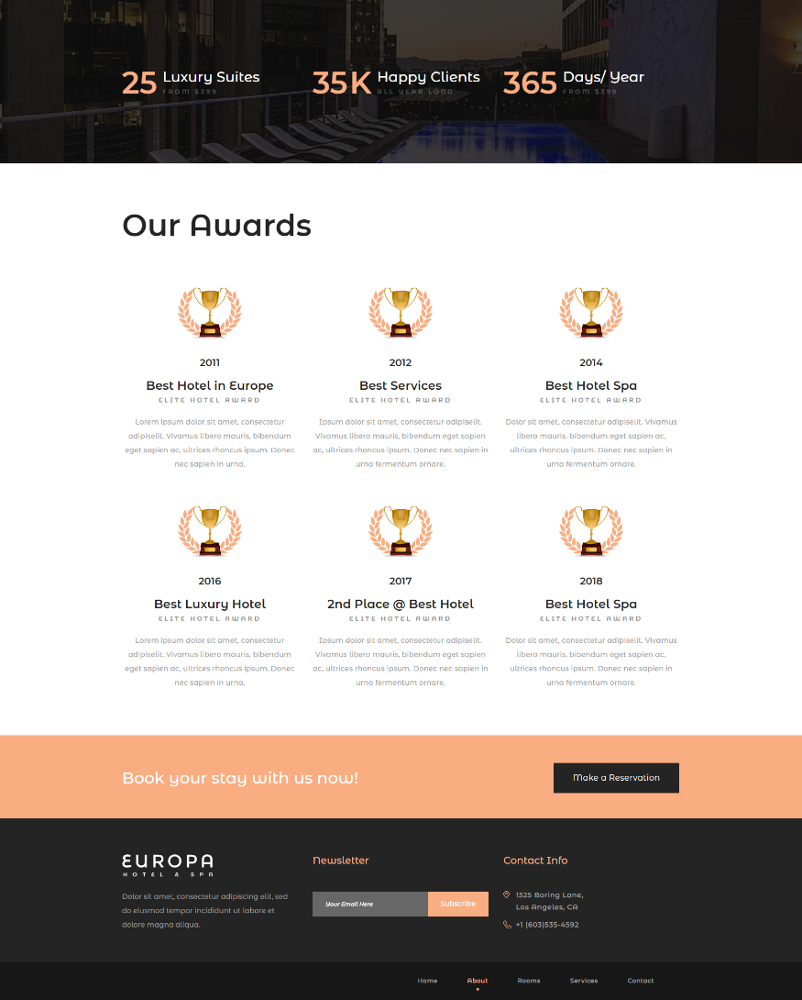 25 Luxury Suites
FROM $399
35K Happy Clients
ALL YEAR LONG
365 Days/ Year
FROM $399
Our Awards
2011
Best Hotel in Europe
ELITE HOTEL AWARD
Lorem ipsum dolor sit amet, consectetur
adipiselit. Vivamus libero mauris, bibendum
eget sapien ac, ultrices rhoncus ipsum. Donec
nec sapien in urna.
2012
Best Services
ELITE HOTEL AWARD
Ipsum dolor sit amet, consectetur adipiselit.
Vivamus libero mauris, bibendum eget sapien
ac, ultrices rhoncus ipsum. Donec nec sapien in
urna fermentum ornare.
2014
Best Hotel Spa
ELITE HOTEL AWARD
Dolor sit amet, consectetur adipiselit. Vivamus
libero mauris, bibendum eget sapien ac,
ultrices rhoncus ipsum. Donec nec sapien in
urna fermentum ornare.
2016
Best Luxury Hotel
ELITE HOTEL AWARD
Lorem ipsum dolor sit amet, consectetur
adipiselit. Vivamus libero mauris, bibendum
eget sapien ac, ultrices rhoncus ipsum. Donec
nec sapien in urna.
2017
2nd Place @ Best Hotel
ELITE HOTEL AWARD
Ipsum dolor sit amet, consectetur adipiselit.
Vivamus libero mauris, bibendum eget sapien
ac, ultrices rhoncus ipsum. Donec nec sapien in
urna fermentum ornare.
2018
Best Hotel Spa
ELITE HOTEL AWARD
Dolor sit amet, consectetur adipiselit. Vivamus
libero mauris, bibendum eget sapien ac,
ultrices rhoncus ipsum. Donec nec sapien in
urna fermentum ornare.
Book your stay with us now!
Make a Reservation
EUROPA
HOTEL & SPA
Dolor sit amet, consectetur adipiscing elit, sed
do eiusmod tempor incididunt ut labore et
dolore magna aliqua.
Newsletter
Your Email Here
Subscribe
Contact Info
1525 Boring Lane,
Los Angeles, CA
+1 (603)535-4592
Home
About
Rooms
Services
Contact